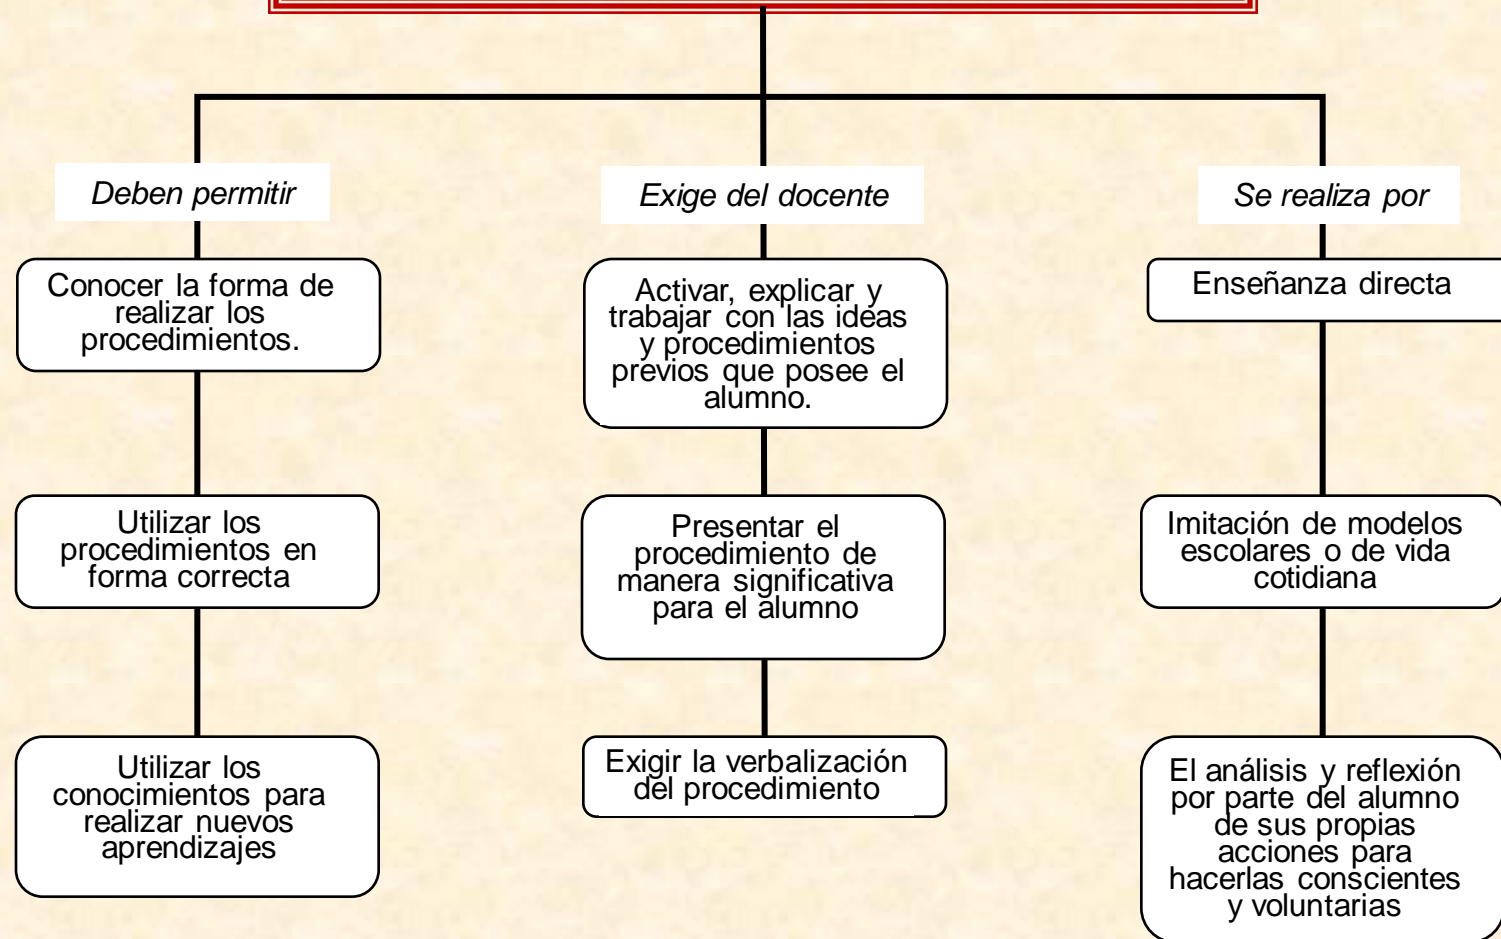 Deben permitir
Conocer la forma de
realizar los
procedimientos.
Utilizar los
procedimientos en
forma correcta
Utilizar los
conocimientos para
realizar nuevos
aprendizajes
Exige del docente
Activar, explicar y
trabajar con las ideas
y procedimientos
previos que posee el
alumno.
Presentar el
procedimiento de
manera significativa
para el alumno
Exigir la verbalización
del procedimiento
Se realiza por
Enseñanza directa
Imitación de modelos
escolares o de vida
cotidiana
El análisis y reflexión
por parte del alumno
de sus propias
acciones para
hacerlas conscientes
y voluntarias